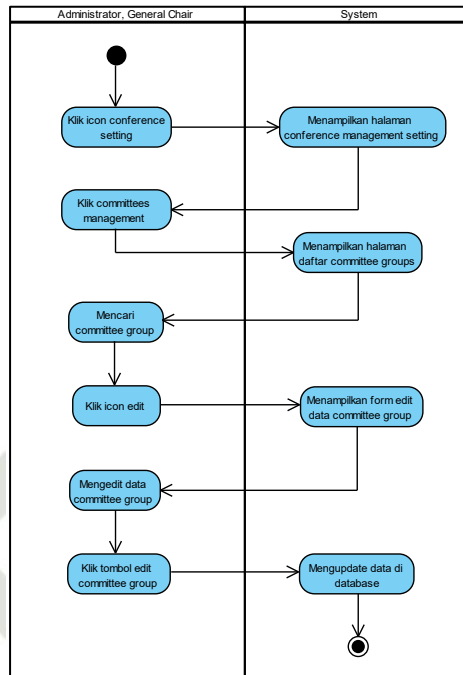 Administrator, General Chair
System
Klik icon conference
setting
Menampilkan halaman
conference management setting
Klik committees
management
Menampilkan halaman
daftar committee groups
Mencari
committee group
Klik icon edit
Menampilkan form edit
data committee group
Mengedit data
committee group
Klik tombol edit
committee group
Mengupdate data di
database